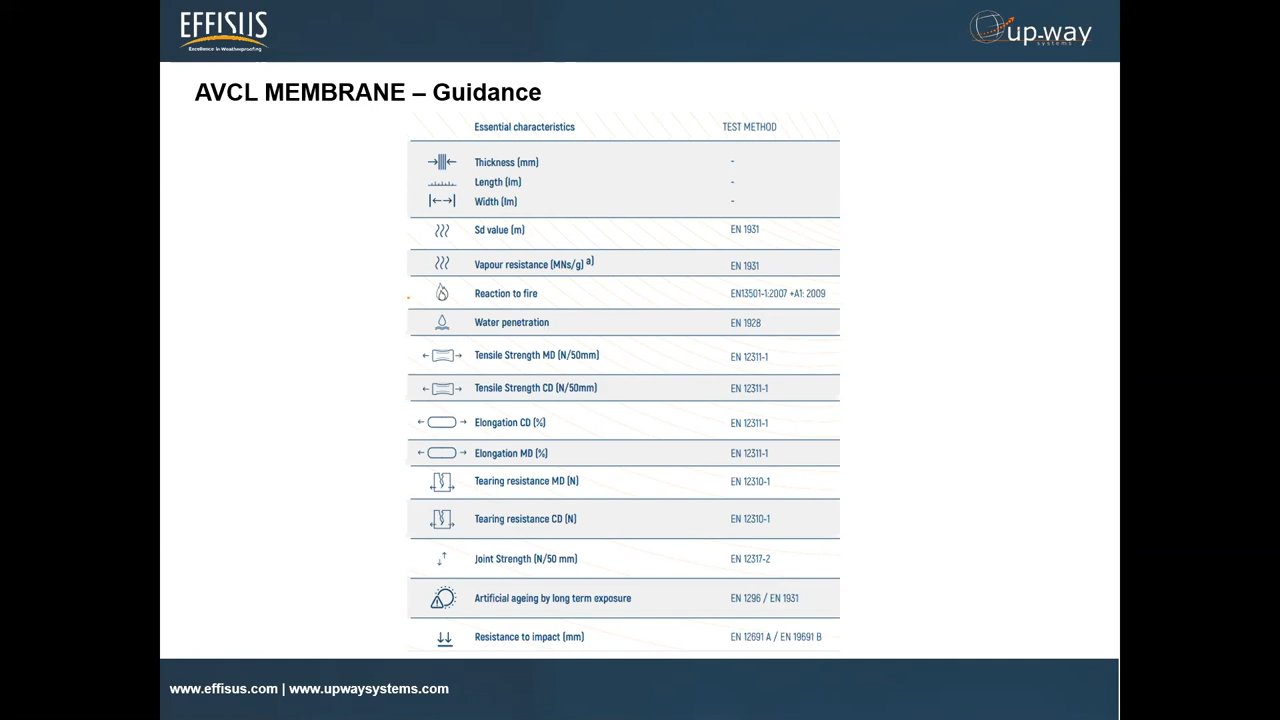 EFFISUS
Excellence in Weatherproofing
up-way
systems
AVCL MEMBRANE – Guidance
Essential characteristics TEST METHOD
Thickness (mm) -
Length (lm) -
Width (lm) -
Sd value (m) EN 1931
Vapour resistance (MNs/g) a) EN 1931
Reaction to fire EN13501-1:2007 +A1: 2009
Water penetration EN 1928
Tensile Strength MD (N/50mm) EN 12311-1
Tensile Strength CD (N/50mm) EN 12311-1
Elongation CD (%) EN 12311-1
Elongation MD (%) EN 12311-1
Tearing resistance MD (N) EN 12310-1
Tearing resistance CD (N) EN 12310-1
Joint Strength (N/50 mm) EN 12317-2
Artificial ageing by long term exposure EN 1296 / EN 1931
Resistance to impact (mm) EN 12691 A / EN 19691 B
www.effisus.com | www.upwaysystems.com